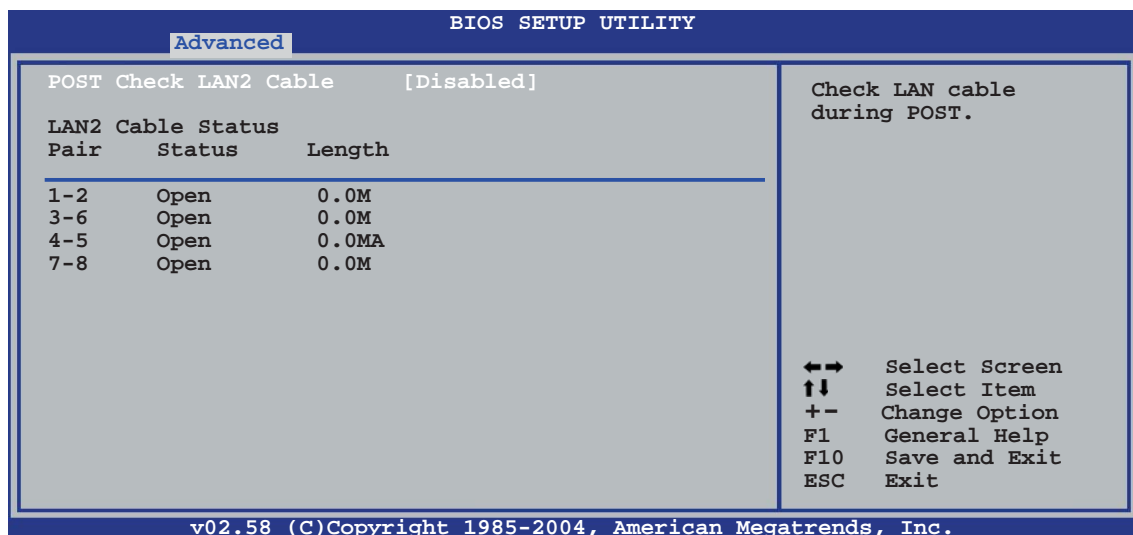 BIOS SETUP UTILITY
Advanced
POST Check LAN2 Cable [Disabled]
LAN2 Cable Status
Pair Status Length
1-2 Open 0.0M
3-6 Open 0.0M
4-5 Open 0.0MA
7-8 Open 0.0M
Check LAN cable
during POST.
←→ Select Screen
↑↓ Select Item
+- Change Option
F1 General Help
F10 Save and Exit
ESC Exit
v02.58 (C)Copyright 1985-2004, American Megatrends, Inc.